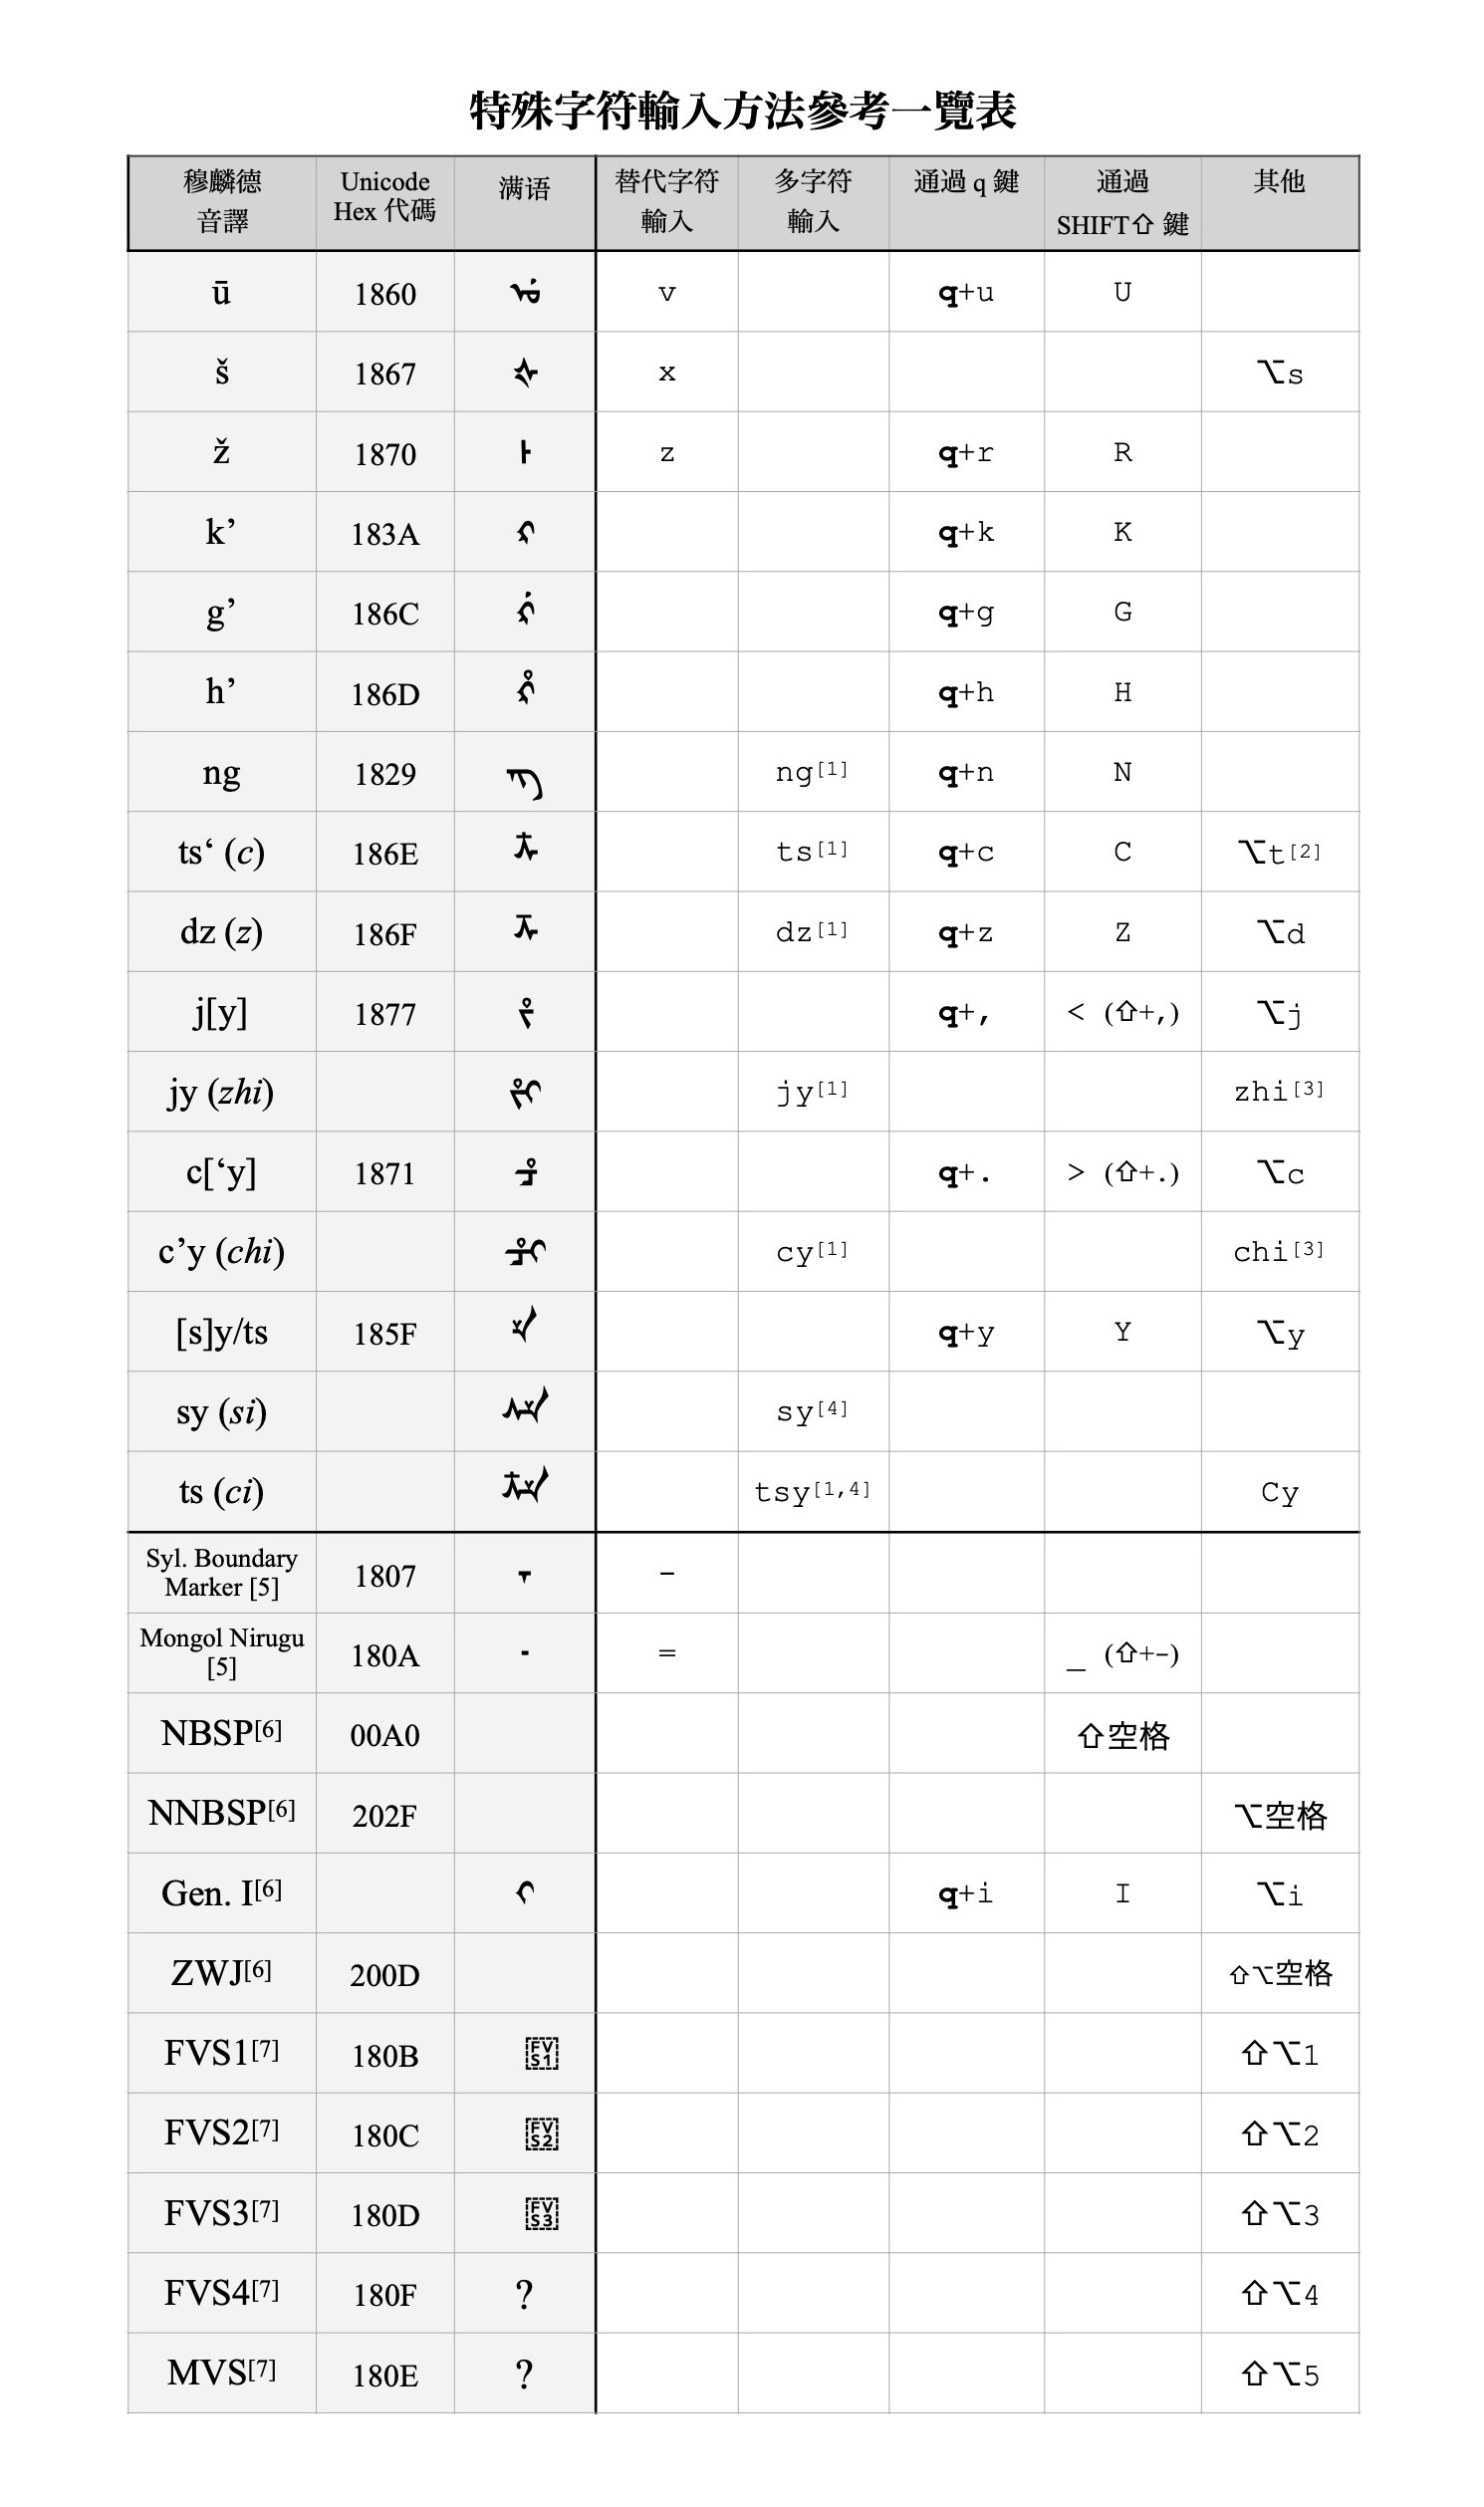 特殊字符輸入方法參考一覽表
穆麟德 音譯 Unicode Hex 代碼 满语 替代字符 輸入 多字符 輸入 通過 q 鍵 通過 SHIFT⇧ 鍵 其他
ū 1860 ᡠ v q+u U
š 1867 ᡧ x ⌥s
ž 1870 ᡰ z q+r R
k’ 183A ᠺ q+k K
g’ 186C ᡬ q+g G
h’ 186D ᡭ q+h H
ng 1829 ᠩ ng[1] q+n N
ts‘ (c) 186E ᡮ ts[1] q+c C ⌥t[2]
dz (z) 186F ᡯ dz[1] q+z Z ⌥d
j[y] 1877 ᡷ q+, < (⇧+,) ⌥j
jy (zhi) ᡷᡳ jy[1] zhi[3]
c[‘y] 1871 ᡱ q+. > (⇧+.) ⌥c
c’y (chi) ᡱᡳ cy[1] chi[3]
[s]y/ts 185F ᡟ q+y Y ⌥y
sy (si) ᠰᡟ sy[4]
ts (ci) ᡮᡟ tsy[1,4] Cy
Syl. Boundary Marker [5] 1807 ᠇ -
Mongol Nirugu [5] 180A ᠊ = _ (⇧+-)
NBSP[6] 00A0 ⇧空格
NNBSP[6] 202F ⌥空格
Gen. I[6] ᡳ q+i I ⌥i
ZWJ[6] 200D ⇧⌥空格
FVS1[7] 180B FVS1 ⇧⌥1
FVS2[7] 180C FVS2 ⇧⌥2
FVS3[7] 180D FVS3 ⇧⌥3
FVS4[7] 180F ? ⇧⌥4
MVS[7] 180E ? ⇧⌥5